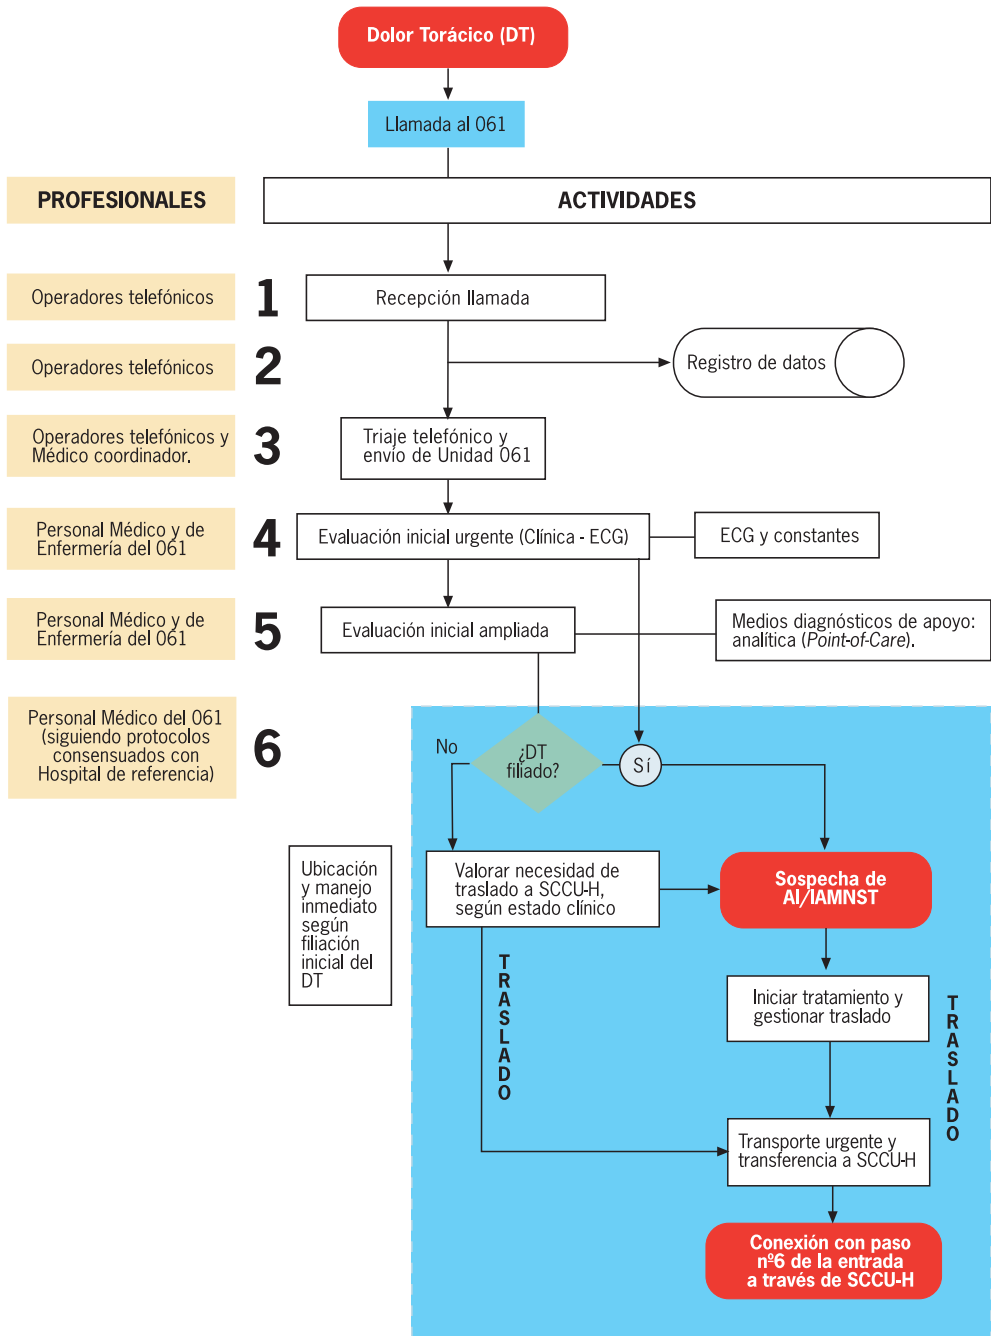 Dolor Torácico (DT)
Llamada al 061
PROFESIONALES
ACTIVIDADES
Operadores telefónicos
1
Recepción llamada
Operadores telefónicos
2
Registro de datos
Operadores telefónicos y
Médico coordinador.
3
Triaje telefónico y
envío de Unidad 061
Personal Médico y de
Enfermería del 061
4
Evaluación inicial urgente (Clínica - ECG)
ECG y constantes
Personal Médico y de
Enfermería del 061
5
Evaluación inicial ampliada
Medios diagnósticos de apoyo:
analítica (Point-of-Care).
Personal Médico del 061
(siguiendo protocolos
consensuados con
Hospital de referencia)
6
No
¿DT
filiado?
Sí
Ubicación
y manejo
inmediato
según
filiación
inicial del
DT
Valorar necesidad de
traslado a SCCU-H,
según estado clínico
Sospecha de
AI/IAMNST
TRASLADO
Iniciar tratamiento y
gestionar traslado
TRASLADO
Transporte urgente y
transferencia a SCCU-H
Conexión con paso
nº6 de la entrada
a través de SCCU-H